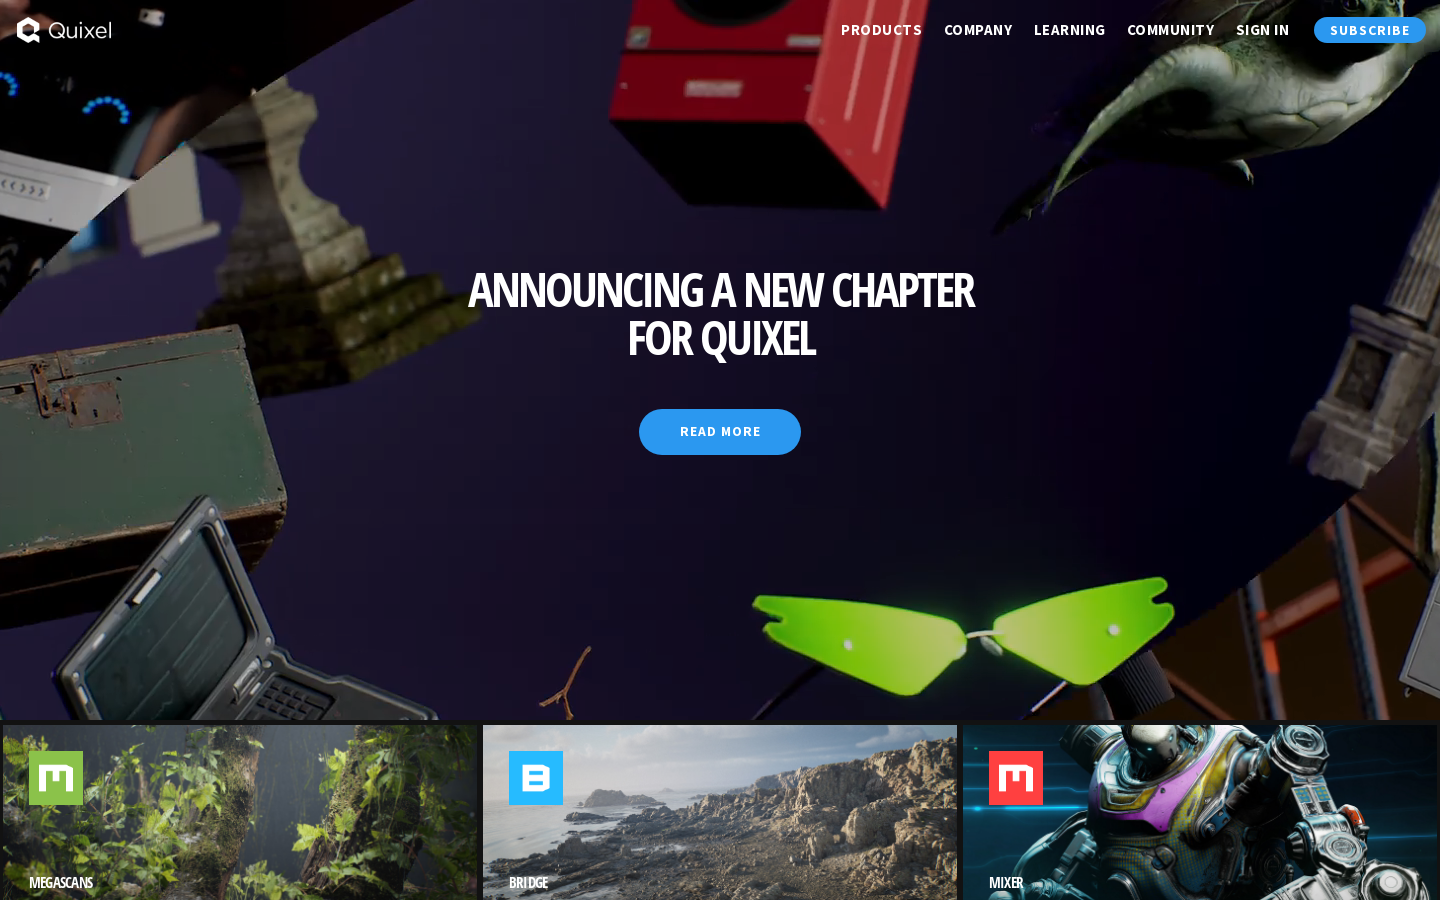 Quixel
PRODUCTS
COMPANY
LEARNING
COMMUNITY
SIGN IN
SUBSCRIBE
ANNOUNCING A NEW CHAPTER
FOR QUIXEL
READ MORE
MEGASCANS
BRIDGE
MIXER